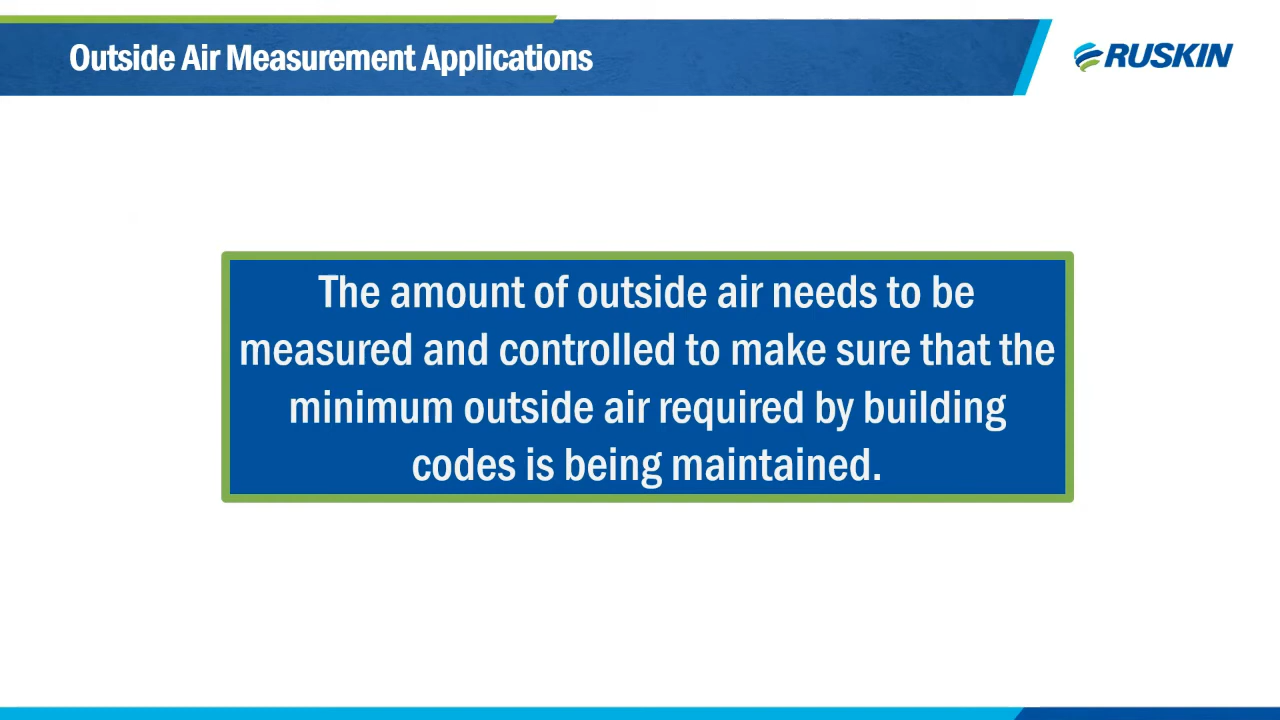 Outside Air Measurement Applications
RUSKIN
The amount of outside air needs to be
measured and controlled to make sure that the
minimum outside air required by building
codes is being maintained.